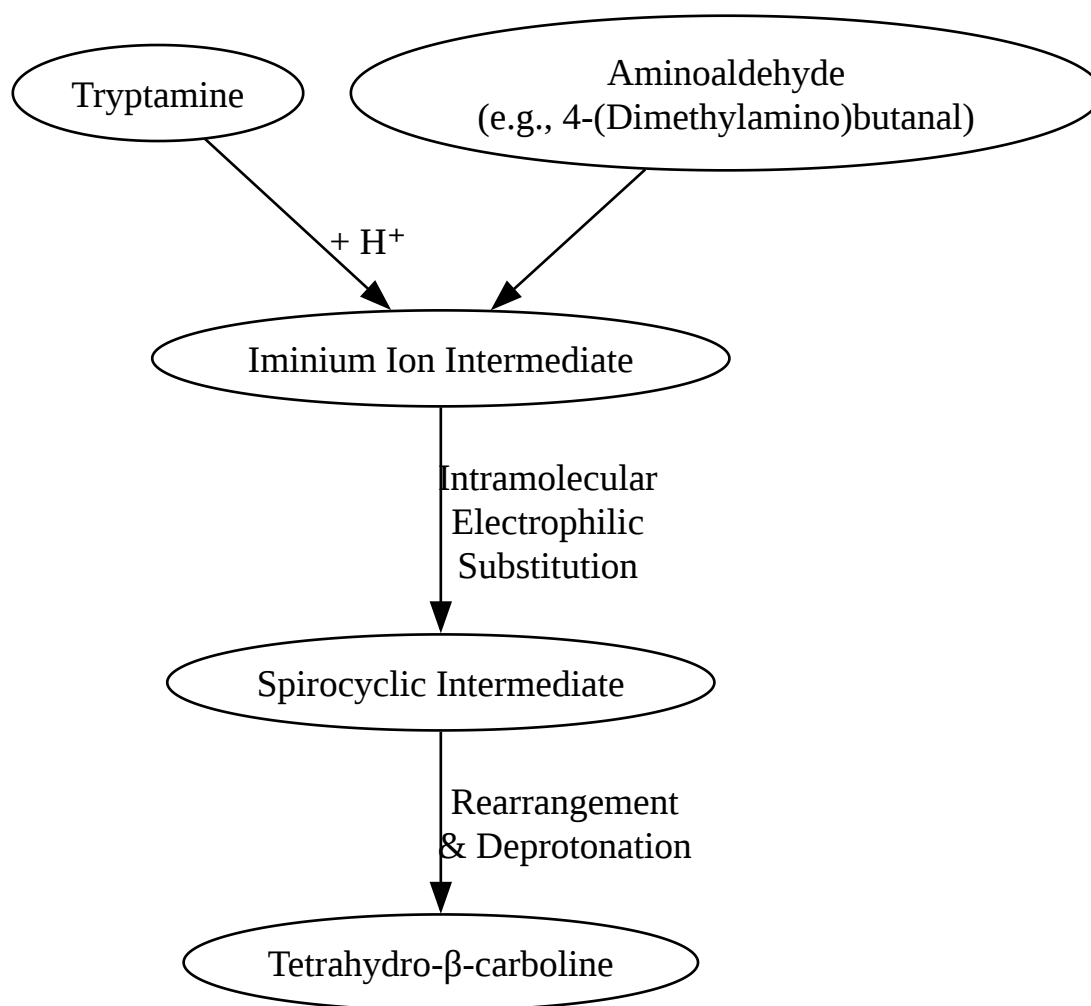 Tryptamine
Aminoaldehyde
(e.g., 4-(Dimethylamino)butanal)
+ H⁺
Iminium Ion Intermediate
Intramolecular
Electrophilic
Substitution
Spirocyclic Intermediate
Rearrangement
& Deprotonation
Tetrahydro-β-carboline